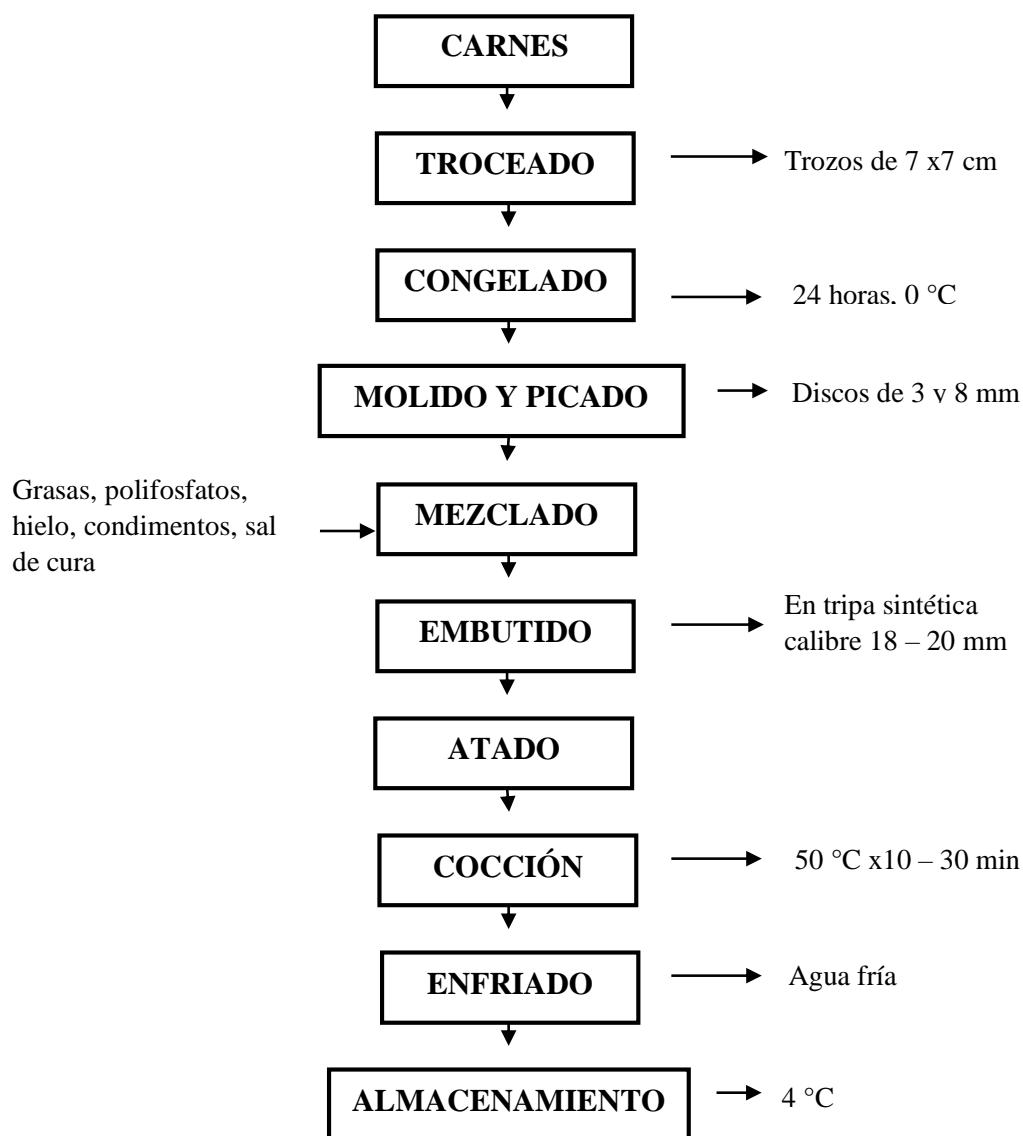 CARNES
TROCEADO
Trozos de 7 x7 cm
CONGELADO
24 horas. 0 °C
MOLIDO Y PICADO
Discos de 3 v 8 mm
Grasas, polifosfatos,
hielo, condimentos, sal
de cura
MEZCLADO
EMBUTIDO
En tripa sintética
calibre 18 – 20 mm
ATADO
COCCIÓN
50 °C x10 – 30 min
ENFRIADO
Agua fría
ALMACENAMIENTO
4 °C